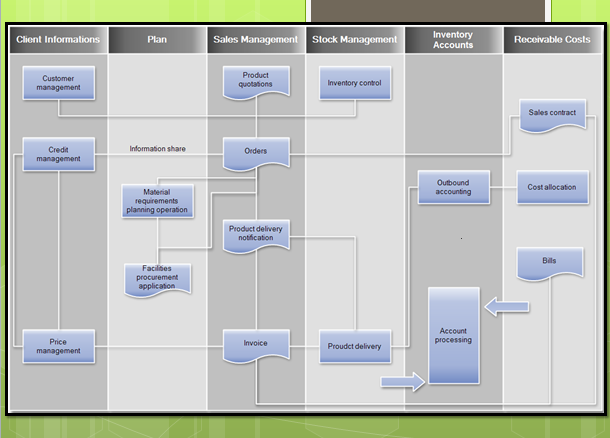 Client Informations
Plan
Sales Management
Stock Management
Inventory
Accounts
Receivable Costs
Customer
management
Product
quotations
Inventory control
Sales contract
Credit
management
Information share
Orders
Material
requirements
planning operation
Outbound
accounting
Cost allocation
Product delivery
notification
Facilities
procurement
application
Bills
Price
management
Invoice
Proudct delivery
Account
processing